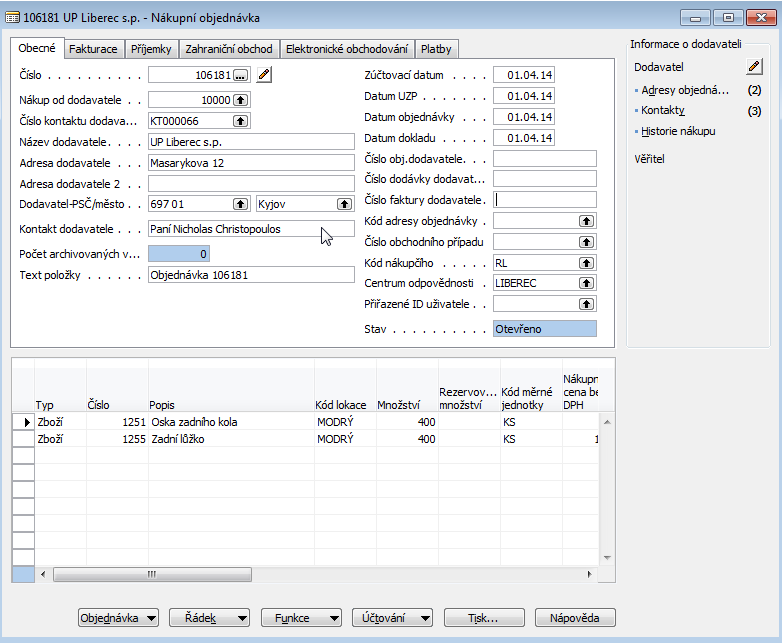 106181 UP Liberec s.p. - Nákupní objednávka
Obecné Fakturace Příjemky Zahraniční obchod Elektronické obchodování Platby
Číslo . . . . . . . . . . 106181 ...
Nákup od dodavatele . . 10000
Číslo kontaktu dodava... KT000066
Název dodavatele. . . . UP Liberec s.p.
Adresa dodavatele . . . Masarykova 12
Adresa dodavatele 2 . .
Dodavatel-PSČ/město . . 697 01 Kyjov
Kontakt dodavatele . . . Paní Nicholas Christopoulos
Počet archivovaných v... 0
Text položky . . . . . . Objednávka 106181
Zúčtovací datum . . . . 01.04.14
Datum UZP . . . . . . . 01.04.14
Datum objednávky . . . . 01.04.14
Datum dokladu . . . . . 01.04.14
Číslo obj.dodavatele. . .
Číslo dodávky dodavat...
Číslo faktury dodavatele.
Kód adresy objednávky .
Číslo obchodního případu
Kód nákupčího . . . . . RL
Centrum odpovědnosti . LIBEREC
Přiřazené ID uživatele . .
Stav . . . . . . . . . . Otevřeno
Informace o dodavateli
Dodavatel
Adresy objedná... (2)
Kontakty (3)
Historie nákupu
Věřitel
Typ Číslo Popis Kód lokace Množství Rezervov... množství Kód měrné jednotky Nákupn cena be DPH
Zboží 1251 Oska zadního kola MODRÝ 400 KS
Zboží 1255 Zadní lůžko MODRÝ 400 KS 1
Objednávka Řádek Funkce Účtování Tisk... Nápověda